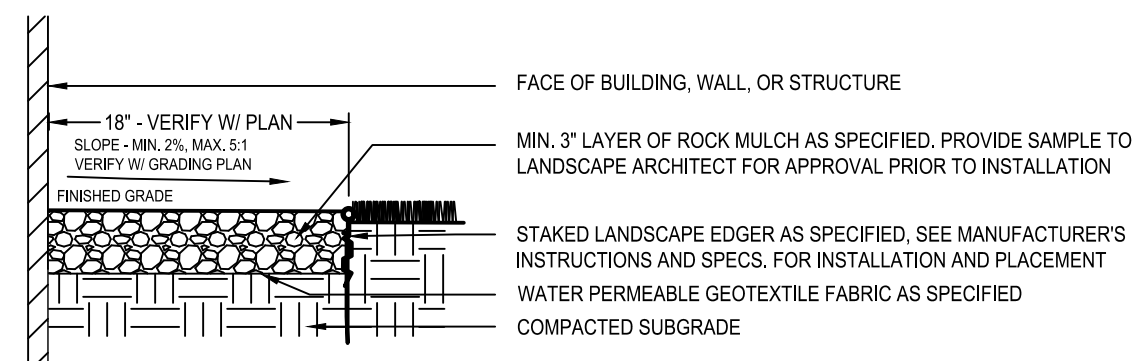 FACE OF BUILDING, WALL, OR STRUCTURE
18" - VERIFY W/ PLAN
SLOPE - MIN. 2%, MAX. 5:1
VERIFY W/ GRADING PLAN
FINISHED GRADE
MIN. 3" LAYER OF ROCK MULCH AS SPECIFIED. PROVIDE SAMPLE TO
LANDSCAPE ARCHITECT FOR APPROVAL PRIOR TO INSTALLATION
STAKED LANDSCAPE EDGER AS SPECIFIED, SEE MANUFACTURER'S
INSTRUCTIONS AND SPECS. FOR INSTALLATION AND PLACEMENT
WATER PERMEABLE GEOTEXTILE FABRIC AS SPECIFIED
COMPACTED SUBGRADE